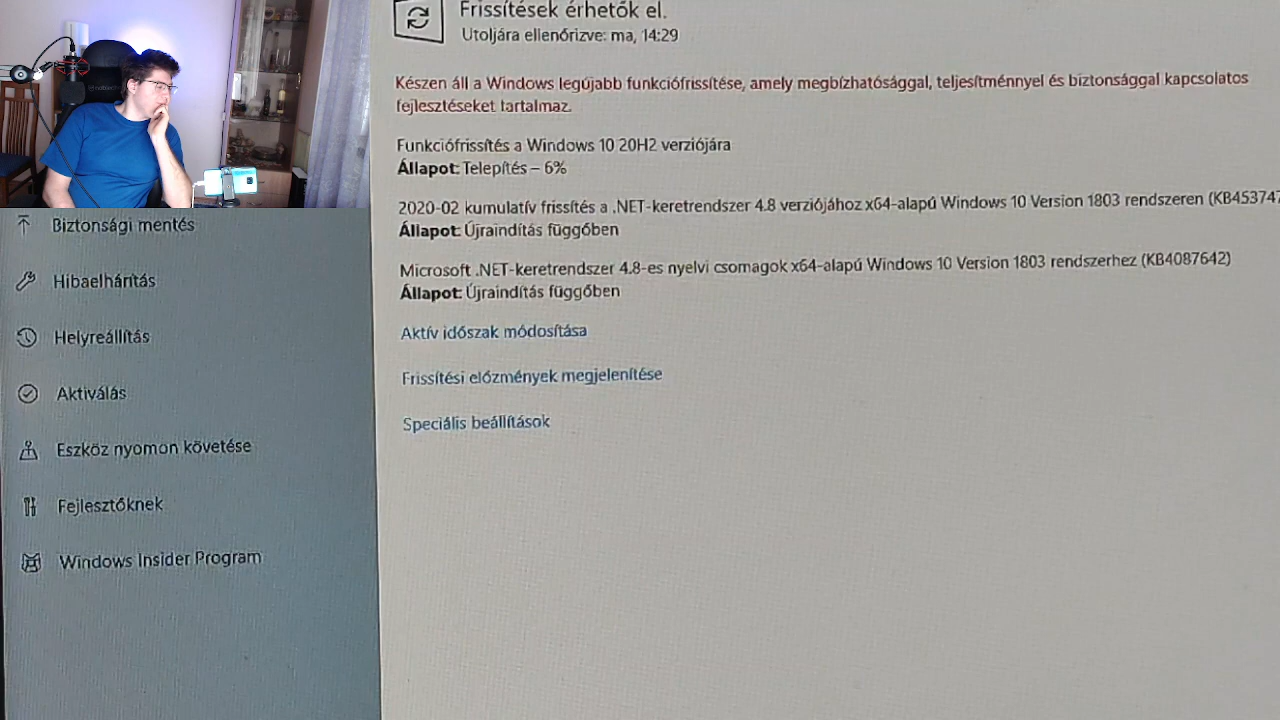 Frissítések érhetők el.
Utoljára ellenőrizve: ma, 14:29
Készen áll a Windows legújabb funkciófrissítése, amely megbízhatósággal, teljesítménnyel és biztonsággal kapcsolatos
fejlesztéseket tartalmaz.
Funkciófrissítés a Windows 10 20H2 verziójára
Állapot: Telepítés – 6%
2020-02 kumulatív frissítés a .NET-keretrendszer 4.8 verziójához x64-alapú Windows 10 Version 1803 rendszeren (KB45374
Állapot: Újraindítás függőben
Microsoft .NET-keretrendszer 4.8-es nyelvi csomagok x64-alapú Windows 10 Version 1803 rendszerhez (KB4087642)
Állapot: Újraindítás függőben
Aktív időszak módosítása
Frissítési előzmények megjelenítése
Speciális beállítások
Biztonsági mentés
Hibaelhárítás
Helyreállítás
Aktiválás
Eszköz nyomon követése
Fejlesztőknek
Windows Insider Program